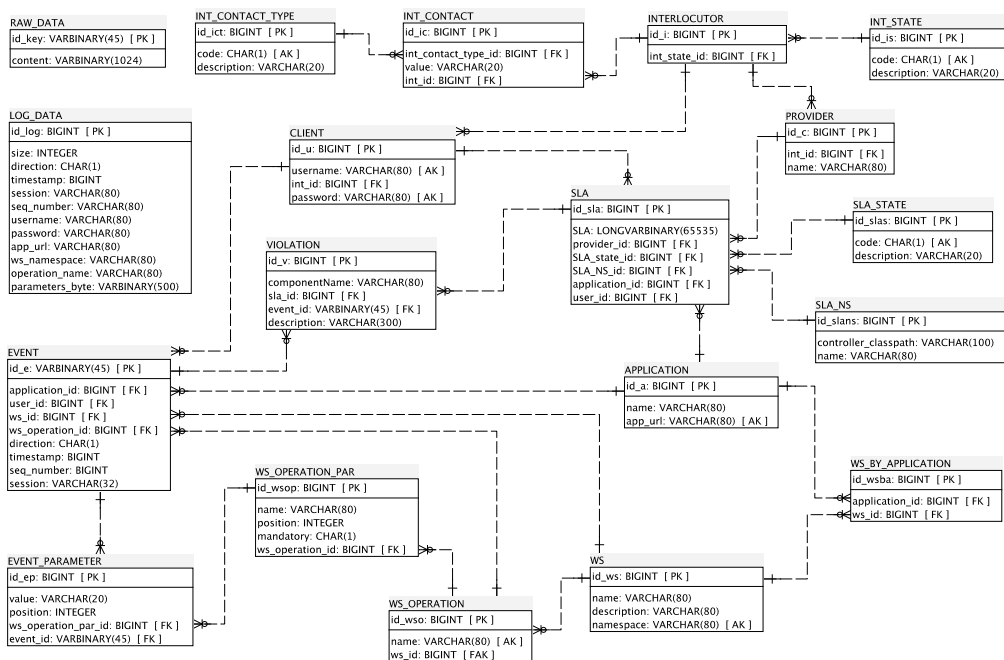 RAW_DATA
id_key: VARBINARY(45) [ PK ]
content: VARBINARY(1024)
INT_CONTACT_TYPE
id_ict: BIGINT [ PK ]
code: CHAR(1) [ AK ]
description: VARCHAR(20)
INT_CONTACT
id_ic: BIGINT [ PK ]
int_contact_type_id: BIGINT [ FK ]
value: VARCHAR(20)
int_id: BIGINT [ FK ]
INTERLOCUTOR
id_i: BIGINT [ PK ]
int_state_id: BIGINT [ FK ]
INT_STATE
id_is: BIGINT [ PK ]
code: CHAR(1) [ AK ]
description: VARCHAR(20)
LOG_DATA
id_log: BIGINT [ PK ]
size: INTEGER
direction: CHAR(1)
timestamp: BIGINT
session: VARCHAR(80)
seq_number: VARCHAR(80)
username: VARCHAR(80)
password: VARCHAR(80)
app_url: VARCHAR(80)
ws_namespace: VARCHAR(80)
operation_name: VARCHAR(80)
parameters_byte: VARBINARY(500)
CLIENT
id_u: BIGINT [ PK ]
username: VARCHAR(80) [ AK ]
int_id: BIGINT [ FK ]
password: VARCHAR(80) [ AK ]
PROVIDER
id_c: BIGINT [ PK ]
int_id: BIGINT [ FK ]
name: VARCHAR(80)
SLA
id_sla: BIGINT [ PK ]
SLA: LONGVARBINARY(65535)
provider_id: BIGINT [ FK ]
SLA_state_id: BIGINT [ FK ]
SLA_NS_id: BIGINT [ FK ]
application_id: BIGINT [ FK ]
user_id: BIGINT [ FK ]
SLA_STATE
id_slas: BIGINT [ PK ]
code: CHAR(1) [ AK ]
description: VARCHAR(20)
VIOLATION
id_v: BIGINT [ PK ]
componentName: VARCHAR(80)
sla_id: BIGINT [ FK ]
event_id: VARBINARY(45) [ FK ]
description: VARCHAR(300)
SLA_NS
id_slans: BIGINT [ PK ]
controller_classpath: VARCHAR(100)
name: VARCHAR(80)
EVENT
id_e: VARBINARY(45) [ PK ]
application_id: BIGINT [ FK ]
user_id: BIGINT [ FK ]
ws_id: BIGINT [ FK ]
ws_operation_id: BIGINT [ FK ]
direction: CHAR(1)
timestamp: BIGINT
seq_number: BIGINT
session: VARCHAR(32)
APPLICATION
id_a: BIGINT [ PK ]
name: VARCHAR(80)
app_url: VARCHAR(80) [ AK ]
WS_OPERATION_PAR
id_wsop: BIGINT [ PK ]
name: VARCHAR(80)
position: INTEGER
mandatory: CHAR(1)
ws_operation_id: BIGINT [ FK ]
WS_BY_APPLICATION
id_wsba: BIGINT [ PK ]
application_id: BIGINT [ FK ]
ws_id: BIGINT [ FK ]
EVENT_PARAMETER
id_ep: BIGINT [ PK ]
value: VARCHAR(20)
position: INTEGER
ws_operation_par_id: BIGINT [ FK ]
event_id: VARBINARY(45) [ FK ]
WS
id_ws: BIGINT [ PK ]
name: VARCHAR(80)
description: VARCHAR(80)
namespace: VARCHAR(80) [ AK ]
WS_OPERATION
id_wso: BIGINT [ PK ]
name: VARCHAR(80) [ AK ]
ws_id: BIGINT [ FAK ]